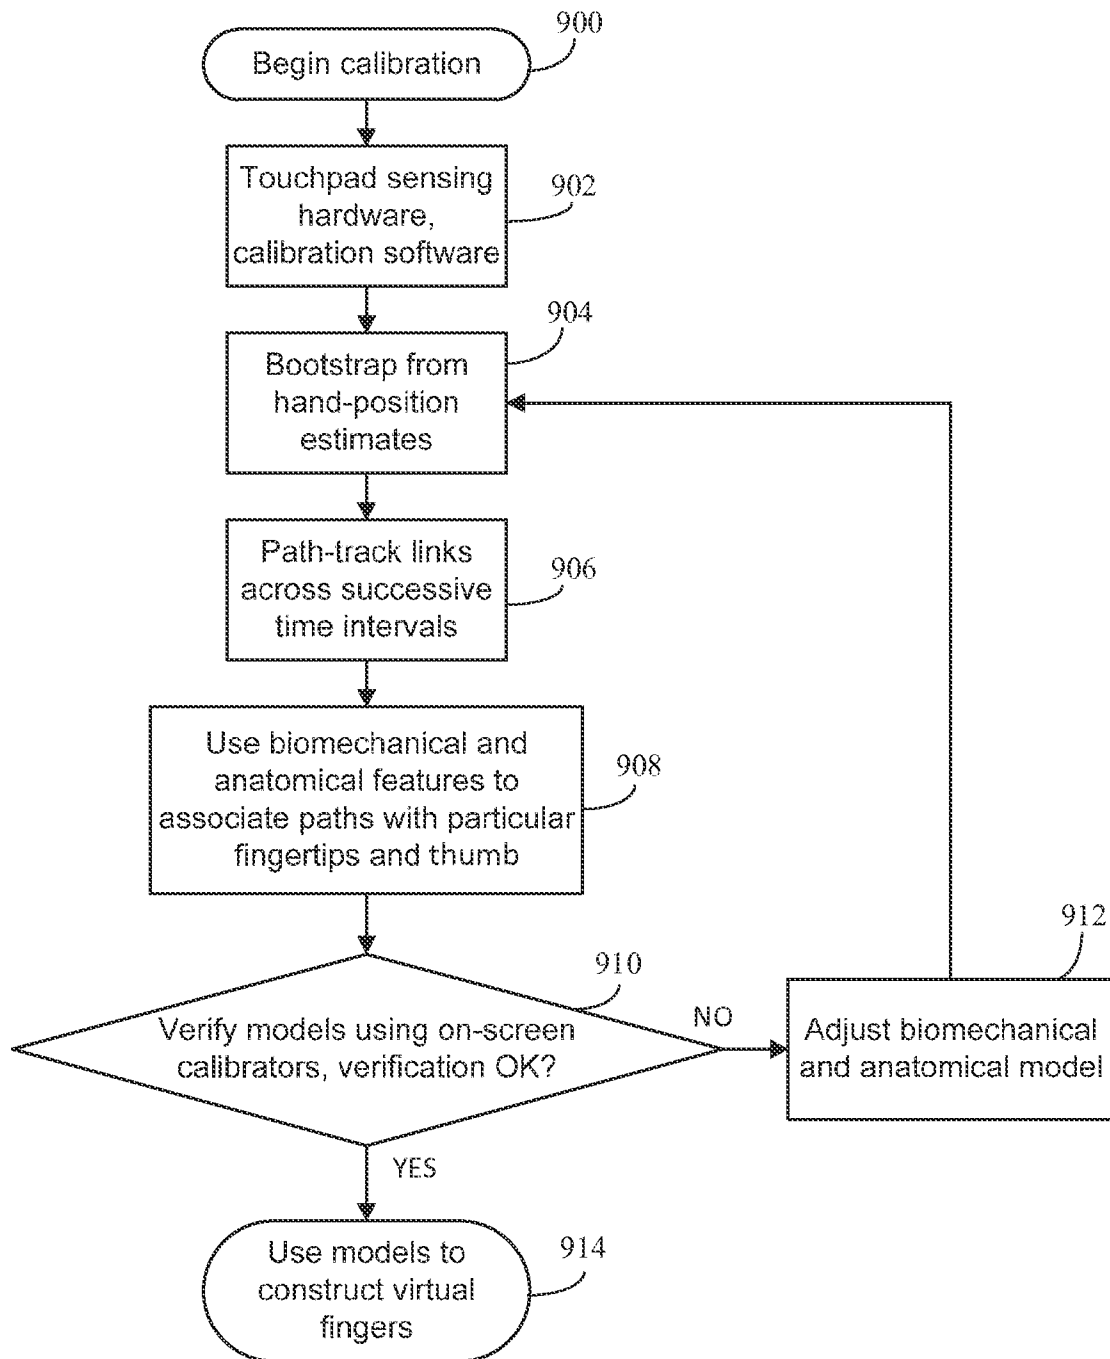 900
Begin calibration
Touchpad sensing
hardware,
calibration software
902
904
Bootstrap from
hand-position
estimates
Path-track links
across successive
time intervals
906
Use biomechanical and
anatomical features to
associate paths with particular
fingertips and thumb
908
910
Verify models using on-screen
calibrators, verification OK?
NO
912
Adjust biomechanical
and anatomical model
YES
Use models to
construct virtual
fingers
914